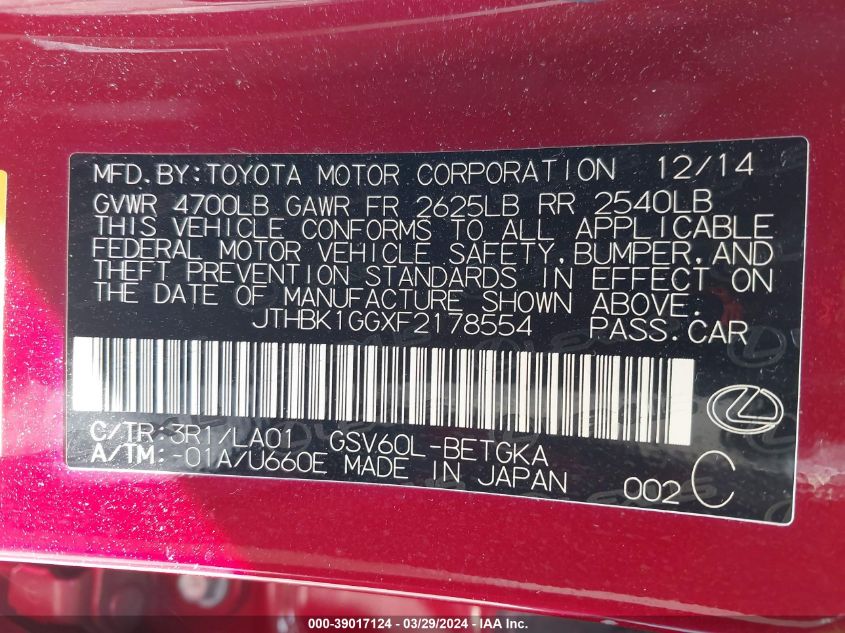 MFD.BY:TOYOTA MOTOR CORPORATION 12/14
GVWR 4700LB GAWR FR 2625LB RR 2540LB
THIS VEHICLE CONFORMS TO ALL APPLICABLE
FEDERAL MOTOR VEHICLE SAFETY, BUMPER, AND
THEFT PREVENTION STANDARDS IN EFFECT ON
THE DATE OF MANUFACTURE SHOWN ABOVE.
JTHBK1GGXF2178554 PASS.CAR
C/TR:3R1/LA01 GSV60L-BETGKA
A/TM:-01A/U660E MADE IN JAPAN
002 C
000-39017124 | 03/29/2024 - IAA Inc.